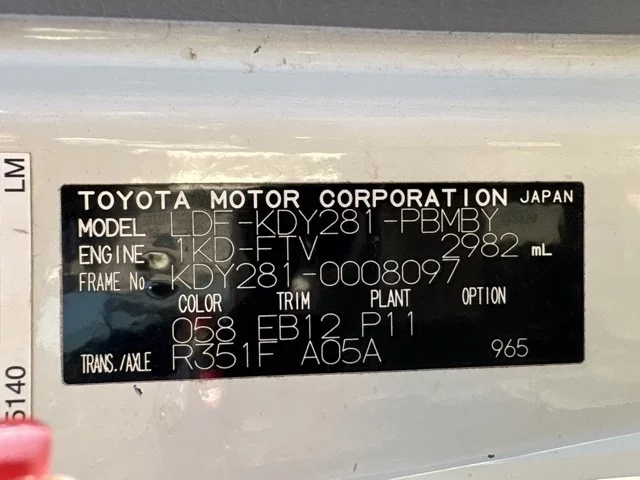 TOYOTA MOTOR CORPORATION JAPAN
MODEL LDF-KDY281-PBMBY
ENGINE 1KD-FTV 2982 mL
FRAME No. KDY281-0008097
COLOR TRIM PLANT OPTION
058 EB12 P11
TRANS./AXLE R351F A05A 965
LM
5140